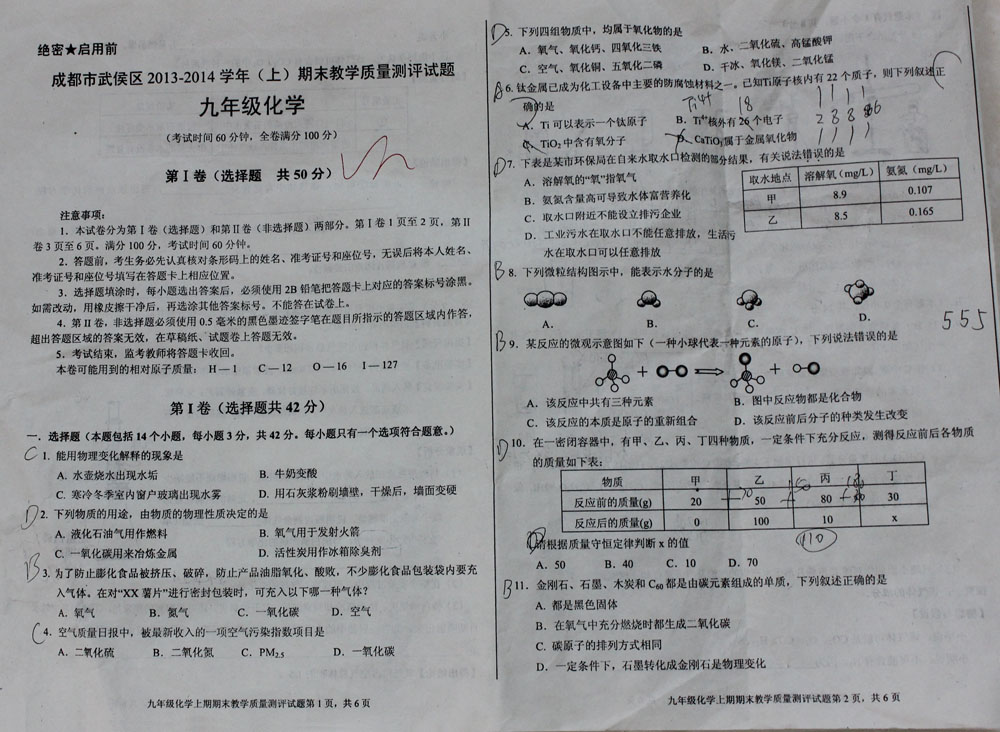 绝密★启用前
成都市武侯区 2013-2014 学年（上）期末教学质量测评试题
九年级化学
（考试时间 60 分钟，全卷满分 100 分）
第Ⅰ卷（选择题 共 50 分）
注意事项：
1．本试卷分为第Ⅰ卷（选择题）和第Ⅱ卷（非选择题）两部分。第Ⅰ卷 1 页至 2 页，第Ⅱ
卷 3 页至 6 页。满分 100 分，考试时间 60 分钟。
2．答题前，考生务必先认真核对条形码上的姓名、准考证号和座位号，无误后将本人姓名、
准考证号和座位号填写在答题卡上相应位置。
3．选择题填涂时，每小题选出答案后，必须使用 2B 铅笔把答题卡上对应的答案标号涂黑。
如需改动，用橡皮擦干净后，再选涂其他答案标号。不能答在试卷上。
4．第Ⅱ卷，非选择题必须使用 0.5 毫米的黑色墨迹签字笔在题目所指示的答题区域内作答，
超出答题区域的答案无效，在草稿纸、试题卷上答题无效。
5．考试结束，监考教师将答题卡收回。
本卷可能用到的相对原子质量： H—1 C—12 O—16 I—127
第Ⅰ卷（选择题共 42 分）
一．选择题（本题包括 14 个小题，每小题 3 分，共 42 分。每小题只有一个选项符合题意。）
C 1．能用物理变化解释的现象是
A．水壶烧水出现水垢 B．牛奶变酸
C．寒冷冬季室内窗户玻璃出现水雾 D．用石灰浆粉刷墙壁，干燥后，墙面变硬
D 2．下列物质的用途，由物质的物理性质决定的是
A．液化石油气用作燃料 B．氧气用于发射火箭
C．一氧化碳用来冶炼金属 D．活性炭用作冰箱除臭剂
B 3．为了防止膨化食品被挤压、破碎，防止产品油脂氧化、酸败，不少膨化食品包装袋内要充
入气体。在对“XX 薯片”进行密封包装时，可充入以下哪一种气体？
A．氧气 B．氮气 C．一氧化碳 D．空气
C 4．空气质量日报中，被最新收入的一项空气污染指数项目是
A．二氧化硫 B．二氧化氮 C．PM2.5 D．一氧化碳
九年级化学上期期末教学质量测评试题第 1 页，共 6 页
D 5．下列四组物质中，均属于氧化物的是
A．氧气、氧化钙、四氧化三铁 B．水、二氧化硫、高锰酸钾
C．空气、氧化铜、五氧化二磷 D．干冰、氧化镁、二氧化锰
6．钛金属已成为化工设备中主要的防腐蚀材料之一。已知Ti原子核内有 22 个质子，则下列叙述正
确的是
Ti4+ 18
A．Ti 可以表示一个钛原子 B．Ti4+核外有 26 个电子
C．TiO2 中含有氧分子 D．CaTiO3属于金属氧化物
D 7．下表是某市环保局在自来水取水口检测的部分结果，有关说法错误的是
A．溶解氧的“氧”指氧气
B．氨氮含量高可导致水体富营养化
C．取水口附近不能设立排污企业
D．工业污水在取水口不能任意排放，生活污
水在取水口可以任意排放
取水地点 溶解氧（mg/L） 氨氮（mg/L）
甲 8.9 0.107
乙 8.5 0.165
B 8．下列微粒结构图示中，能表示水分子的是
A． B． C． D．
555
B 9．某反应的微观示意图如下（一种小球代表一种元素的原子），下列说法错误的是
A．该反应中共有三种元素 B．图中反应物都是化合物
C．该反应的本质是原子的重新组合 D．该反应前后分子的种类发生改变
D 10．在一密闭容器中，有甲、乙、丙、丁四种物质，一定条件下充分反应，测得反应前后各物质
的质量如下表：
物质 甲 乙 丙 丁
反应前的质量(g) 20 50 80 30
反应后的质量(g) 0 100 10 x
110
请根据质量守恒定律判断 x 的值
A．50 B．40 C．10 D．70
B 11．金刚石、石墨、木炭和 C60 都是由碳元素组成的单质，下列叙述正确的是
A. 都是黑色固体
B．在氧气中充分燃烧时都生成二氧化碳
C. 碳原子的排列方式相同
D．一定条件下，石墨转化成金刚石是物理变化
九年级化学上期期末教学质量测评试题第 2 页，共 6 页